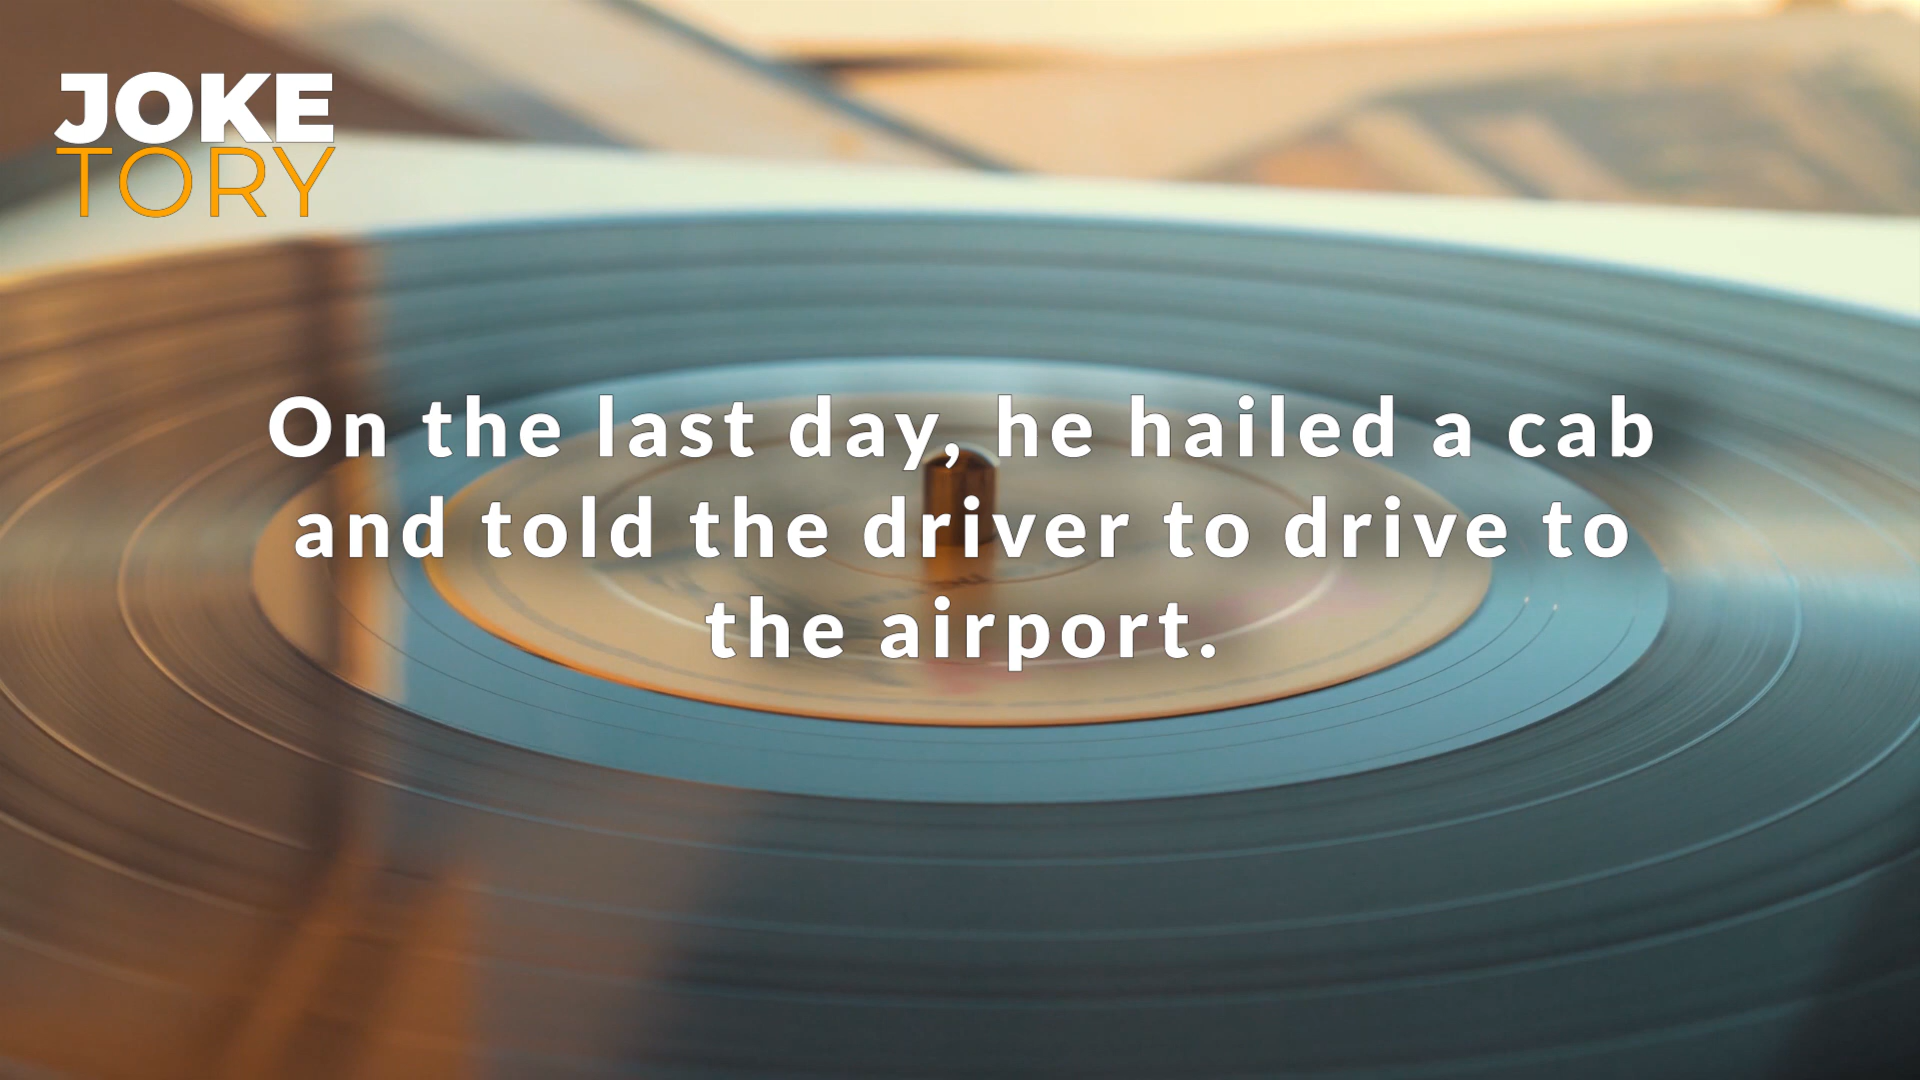 JOKE
TORY
On the last day, he hailed a cab
and told the driver to drive to
the airport.